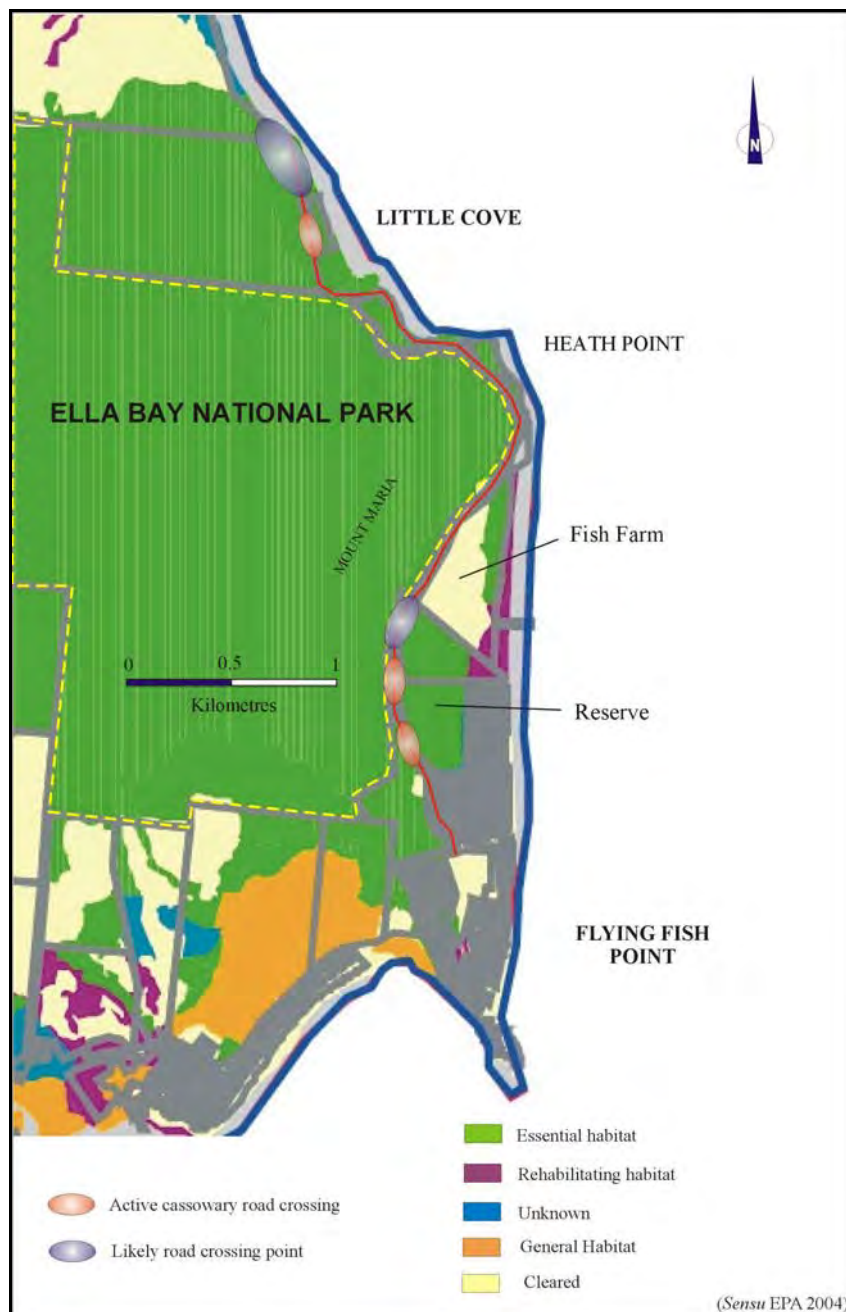 N
LITTLE COVE
HEATH POINT
ELLA BAY NATIONAL PARK
MOUNT MARIA
Fish Farm
0 0.5 1
Kilometres
Reserve
FLYING FISH
POINT
Essential habitat
Rehabilitating habitat
Active cassowary road crossing
Unknown
Likely road crossing point
General Habitat
Cleared
(Sensu EPA 2004)